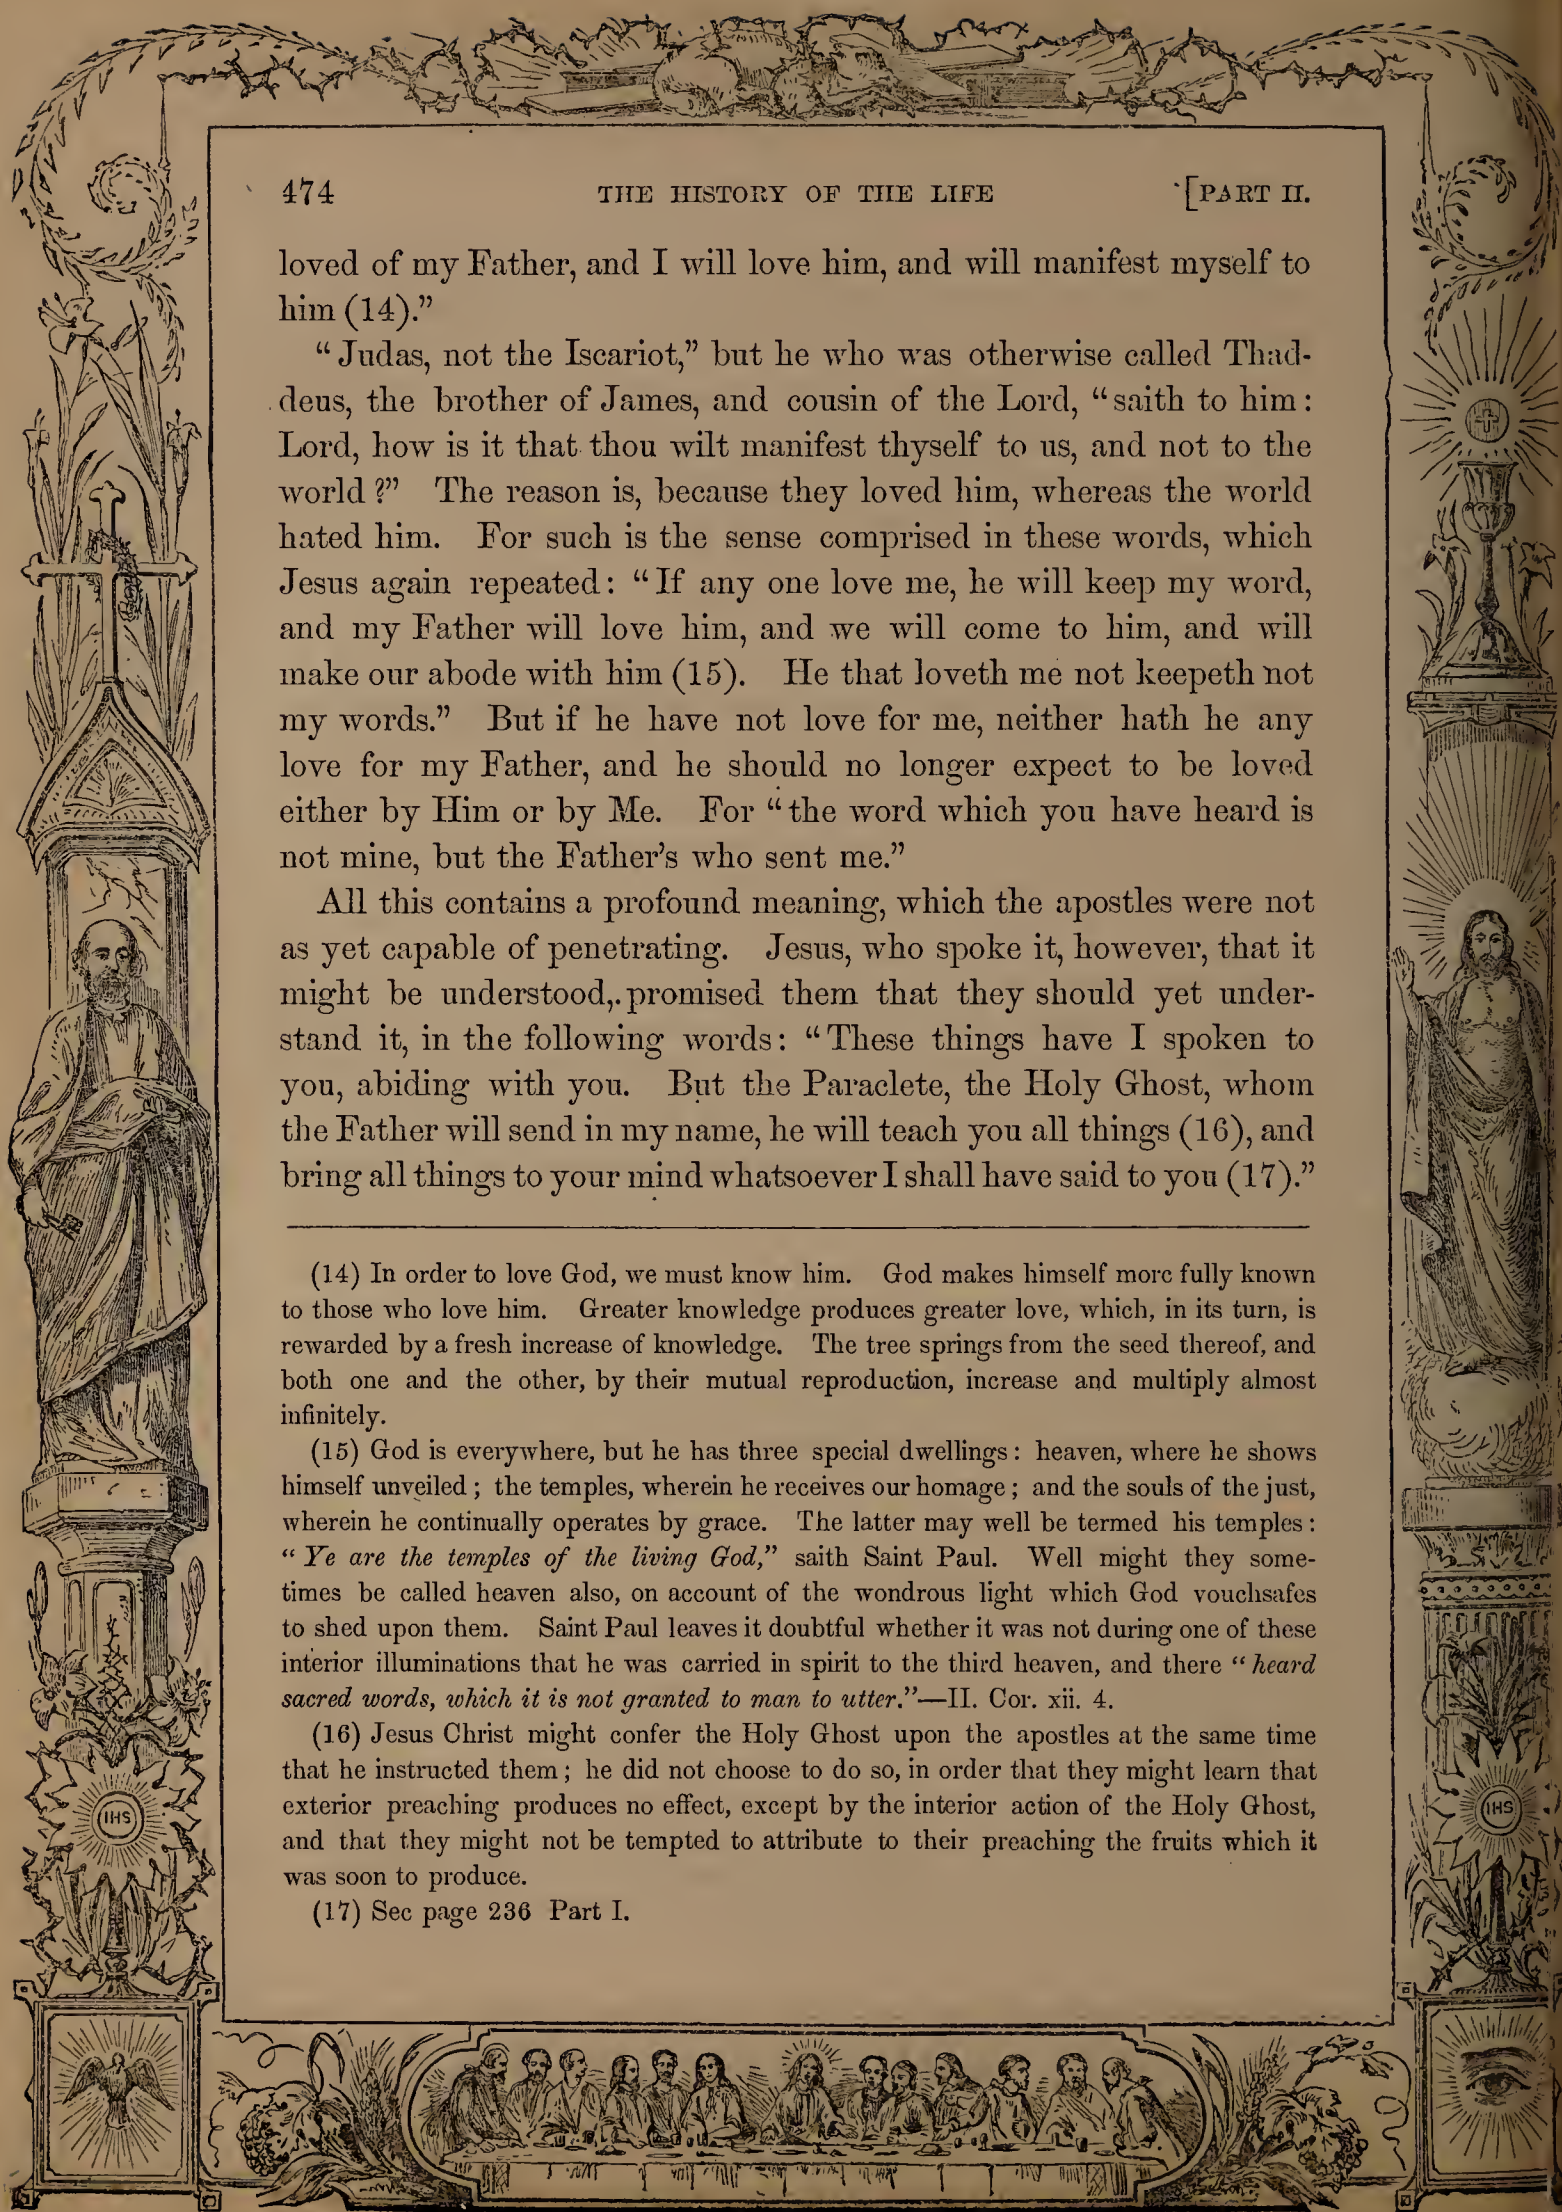 474 THE HISTORY OF THE LIFE [PART II.
loved of my Father, and I will love him, and will manifest myself to
him (14)."
"Judas, not the Iscariot," but he who was otherwise called Thad-
deus, the brother of James, and cousin of the Lord, "saith to him:
Lord, how is it that thou wilt manifest thyself to us, and not to the
world?" The reason is, because they loved him, whereas the world
hated him. For such is the sense comprised in these words, which
Jesus again repeated: "If any one love me, he will keep my word,
and my Father will love him, and we will come to him, and will
make our abode with him (15). He that loveth me not keepeth not
my words." But if he have not love for me, neither hath he any
love for my Father, and he should no longer expect to be loved
either by Him or by Me. For "the word which you have heard is
not mine, but the Father's who sent me."
All this contains a profound meaning, which the apostles were not
as yet capable of penetrating. Jesus, who spoke it, however, that it
might be understood, promised them that they should yet under-
stand it, in the following words: "These things have I spoken to
you, abiding with you. But the Paraclete, the Holy Ghost, whom
the Father will send in my name, he will teach you all things (16), and
bring all things to your mind whatsoever I shall have said to you (17)."
(14) In order to love God, we must know him. God makes himself more fully known
to those who love him. Greater knowledge produces greater love, which, in its turn, is
rewarded by a fresh increase of knowledge. The tree springs from the seed thereof, and
both one and the other, by their mutual reproduction, increase and multiply almost
infinitely.
(15) God is everywhere, but he has three special dwellings: heaven, where he shows
himself unveiled; the temples, wherein he receives our homage; and the souls of the just,
wherein he continually operates by grace. The latter may well be termed his temples:
"Ye are the temples of the living God," saith Saint Paul. Well might they some-
times be called heaven also, on account of the wondrous light which God vouchsafes
to shed upon them. Saint Paul leaves it doubtful whether it was not during one of these
interior illuminations that he was carried in spirit to the third heaven, and there "heard
sacred words, which it is not granted to man to utter."—II. Cor. xii. 4.
(16) Jesus Christ might confer the Holy Ghost upon the apostles at the same time
that he instructed them; he did not choose to do so, in order that they might learn that
exterior preaching produces no effect, except by the interior action of the Holy Ghost,
and that they might not be tempted to attribute to their preaching the fruits which it
was soon to produce.
(17) See page 236 Part I.
IHS
IHS